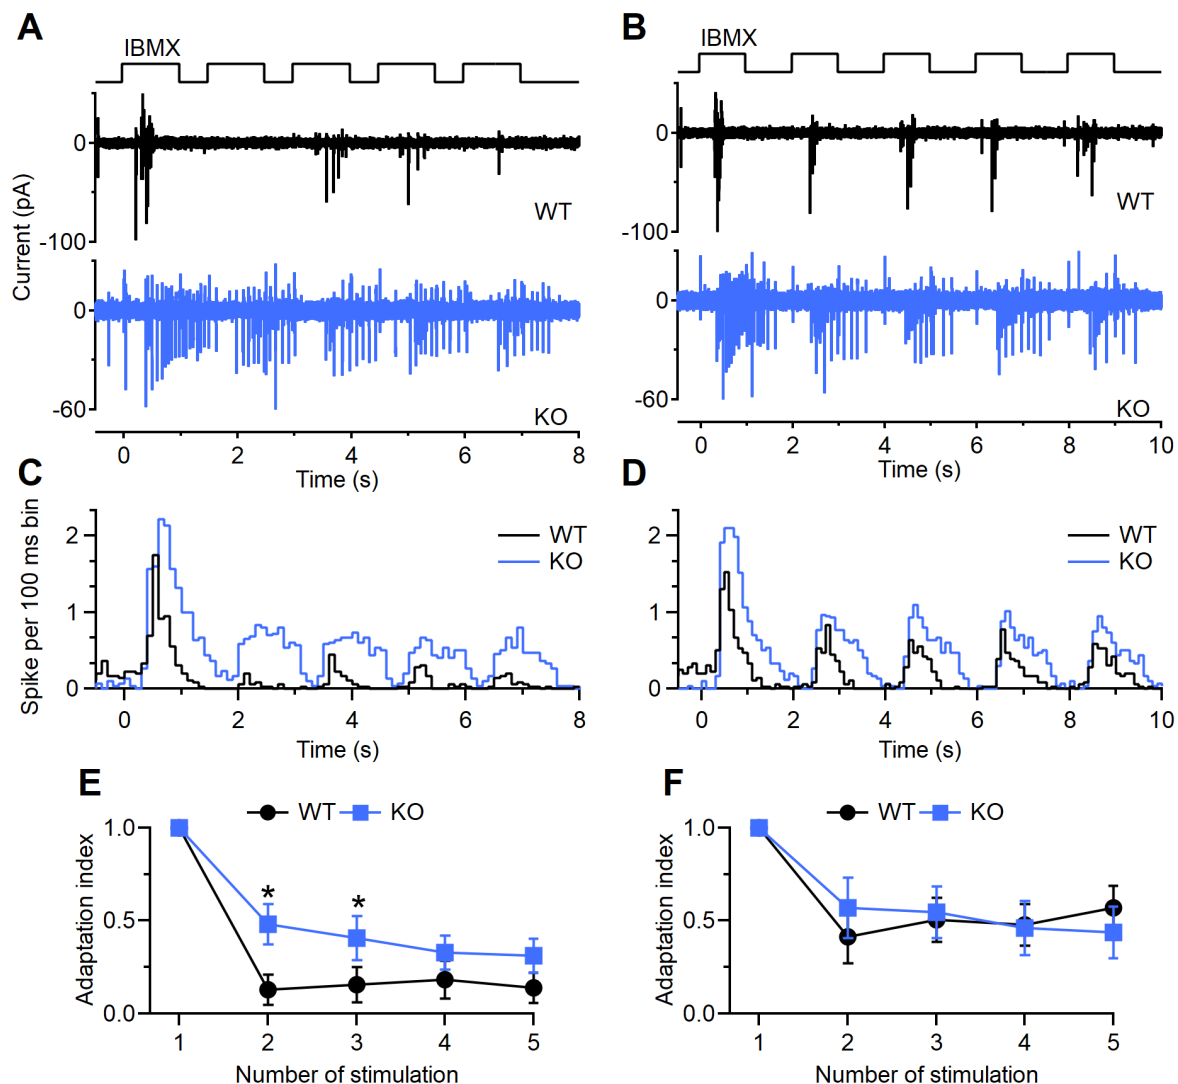 A
IBMX
0
-100
WT
0
-60
KO
Current (pA)
0 2 4 6 8
Time (s)
B
IBMX
0
-100
WT
0
-60
KO
0 2 4 6 8 10
Time (s)
C
Spike per 100 ms bin
2
1
0
WT
KO
0 2 4 6 8
Time (s)
D
2
1
0
WT
KO
0 2 4 6 8 10
Time (s)
E
WT KO
Adaptation index
1.0
0.5
0.0
* *
1 2 3 4 5
Number of stimulation
F
WT KO
Adaptation index
1.0
0.5
0.0
1 2 3 4 5
Number of stimulation